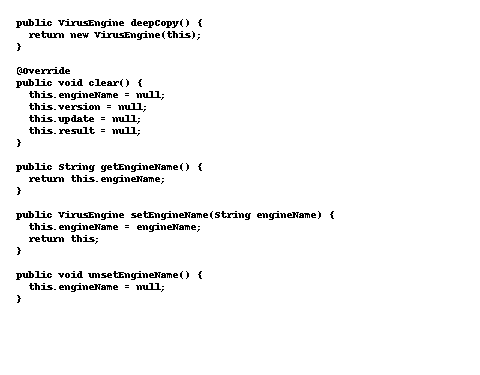 public VirusEngine deepCopy() {
  return new VirusEngine(this);
}

@Override
public void clear() {
  this.engineName = null;
  this.version = null;
  this.update = null;
  this.result = null;
}

public String getEngineName() {
  return this.engineName;
}

public VirusEngine setEngineName(String engineName) {
  this.engineName = engineName;
  return this;
}

public void unsetEngineName() {
  this.engineName = null;
}